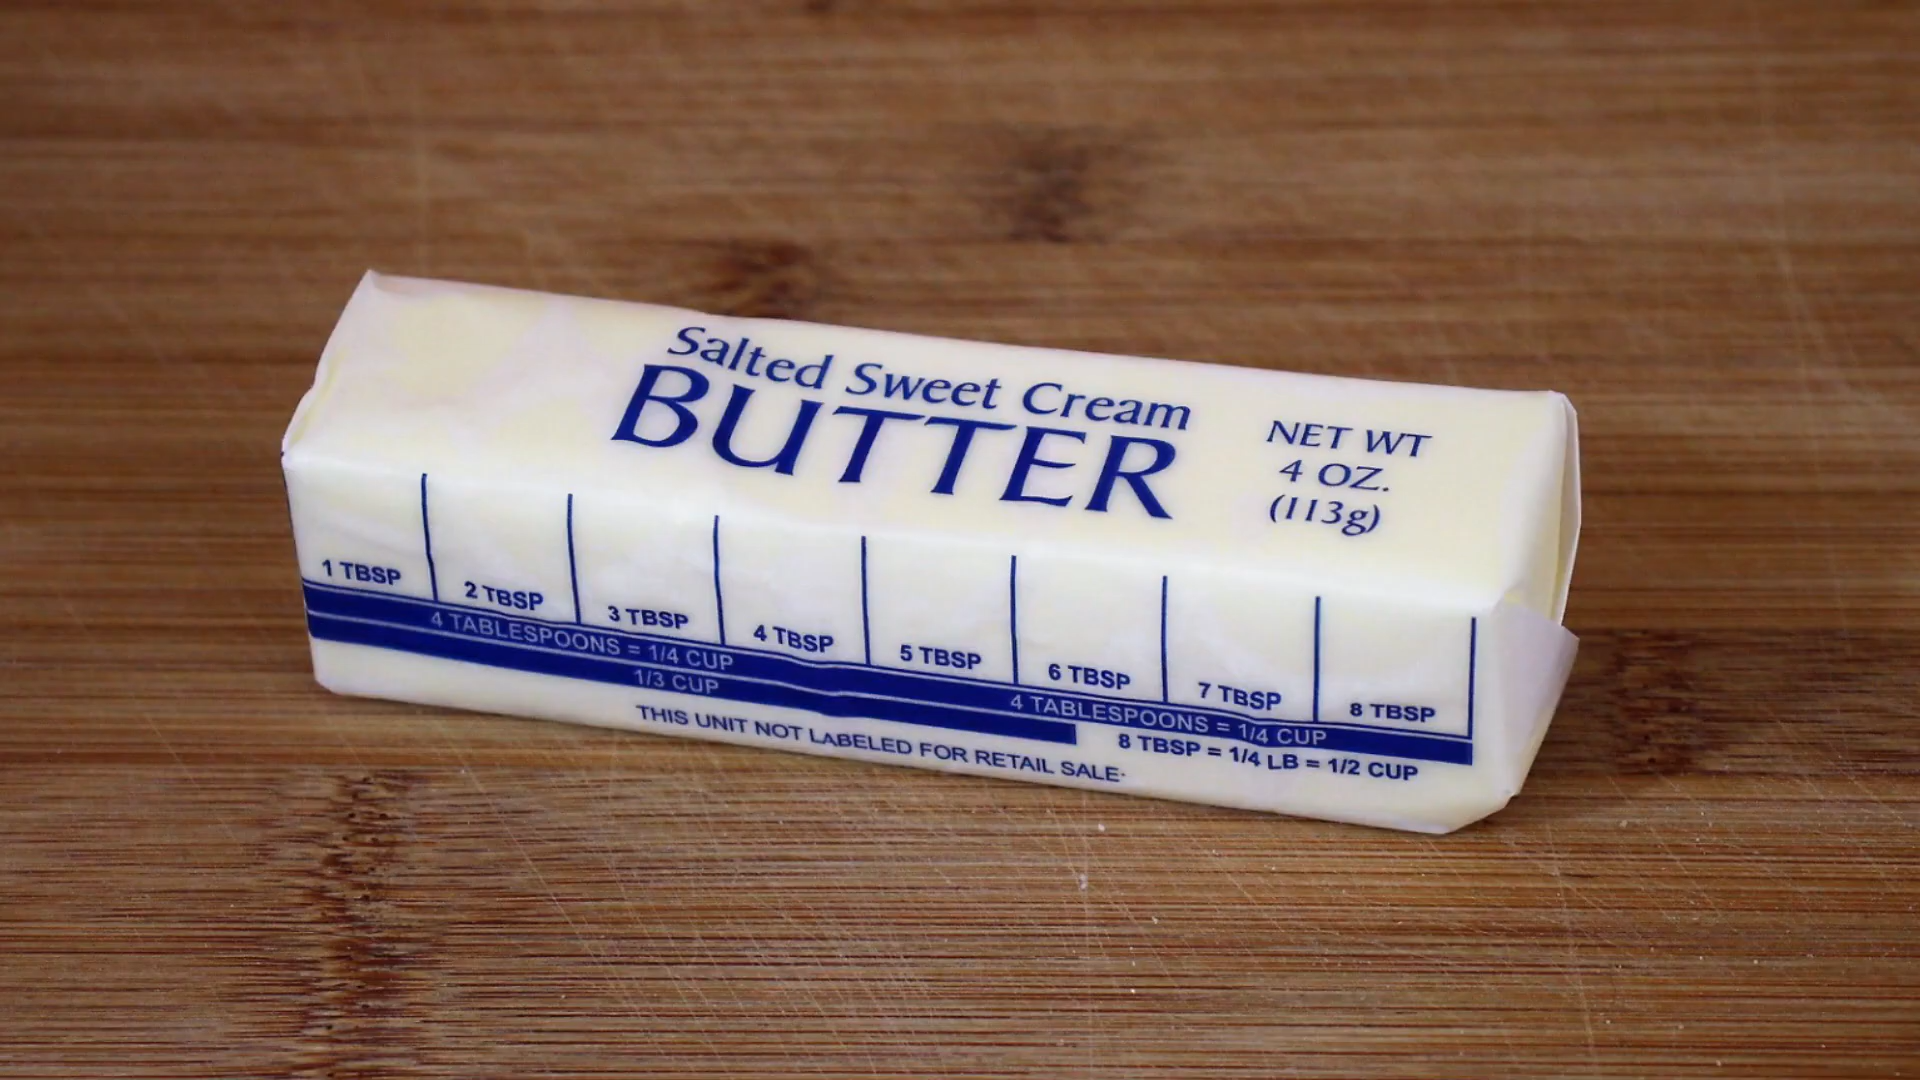 Salted Sweet Cream
BUTTER
NET WT
4 OZ.
(113g)
1 TBSP
2 TBSP
3 TBSP
4 TBSP
5 TBSP
6 TBSP
7 TBSP
8 TBSP
4 TABLESPOONS = 1/4 CUP
4 TABLESPOONS = 1/4 CUP
1/3 CUP
8 TBSP = 1/4 LB = 1/2 CUP
THIS UNIT NOT LABELED FOR RETAIL SALE.